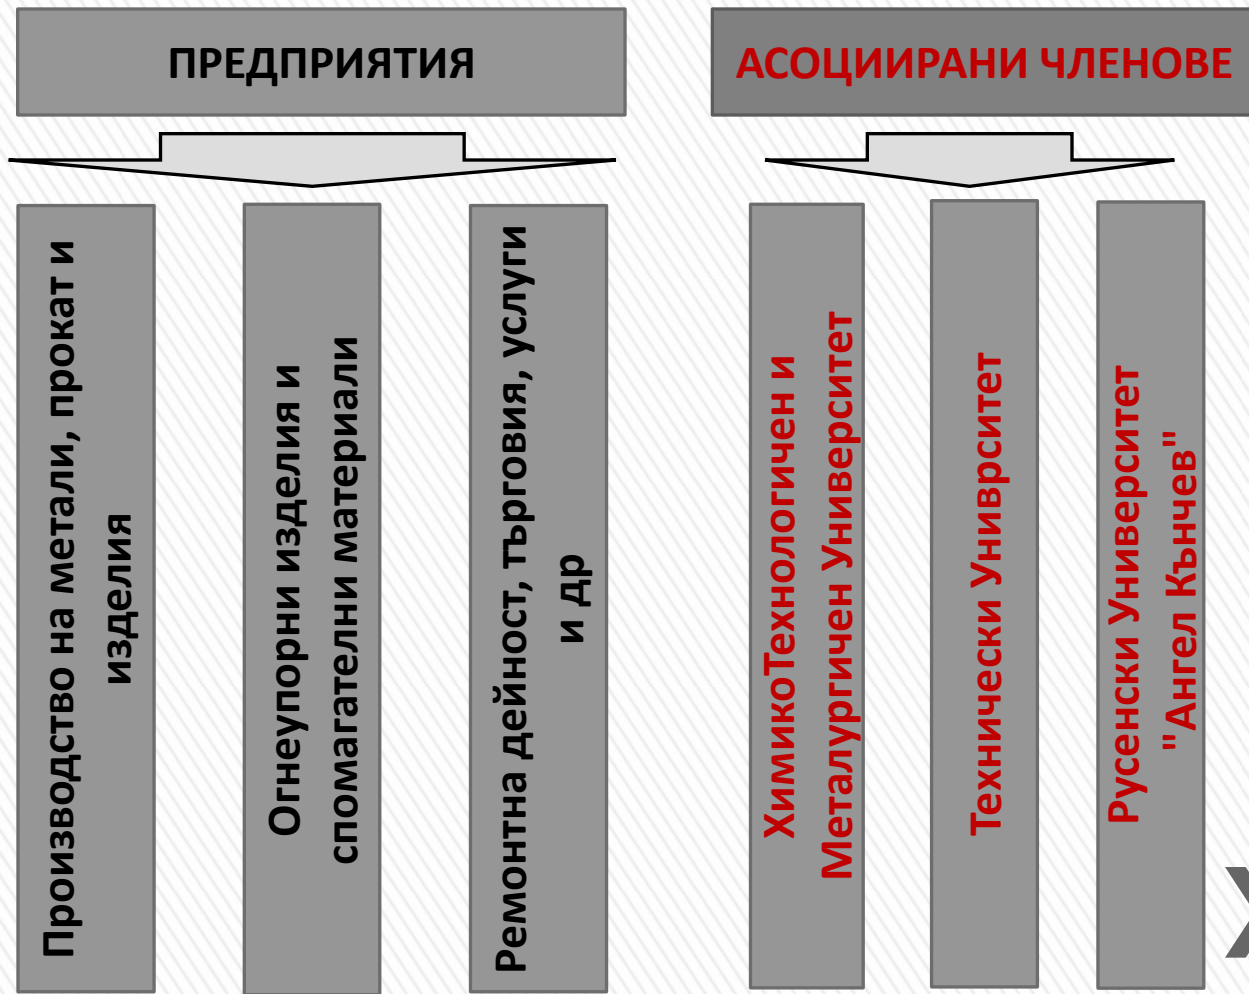 ПРЕДПРИЯТИЯ
Производство на метали, прокат и
изделия
Огнеупорни изделия и
спомагателни материали
Ремонтна дейност, търговия, услуги
и др
АСОЦИИРАНИ ЧЛЕНОВЕ
ХимикоТехнологичен и
Металургичен Университет
Технически Университет
Русенски Университет
"Ангел Кънчев"